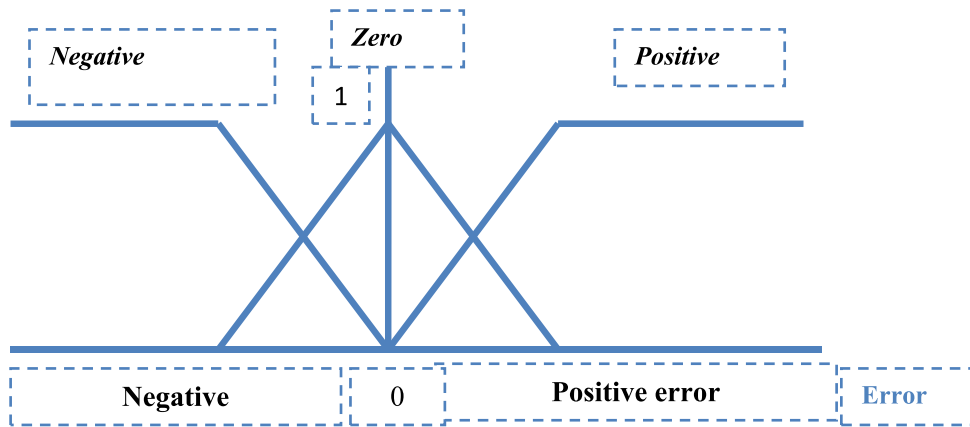 Zero
Negative
Positive
1
Negative
0
Positive error
Error